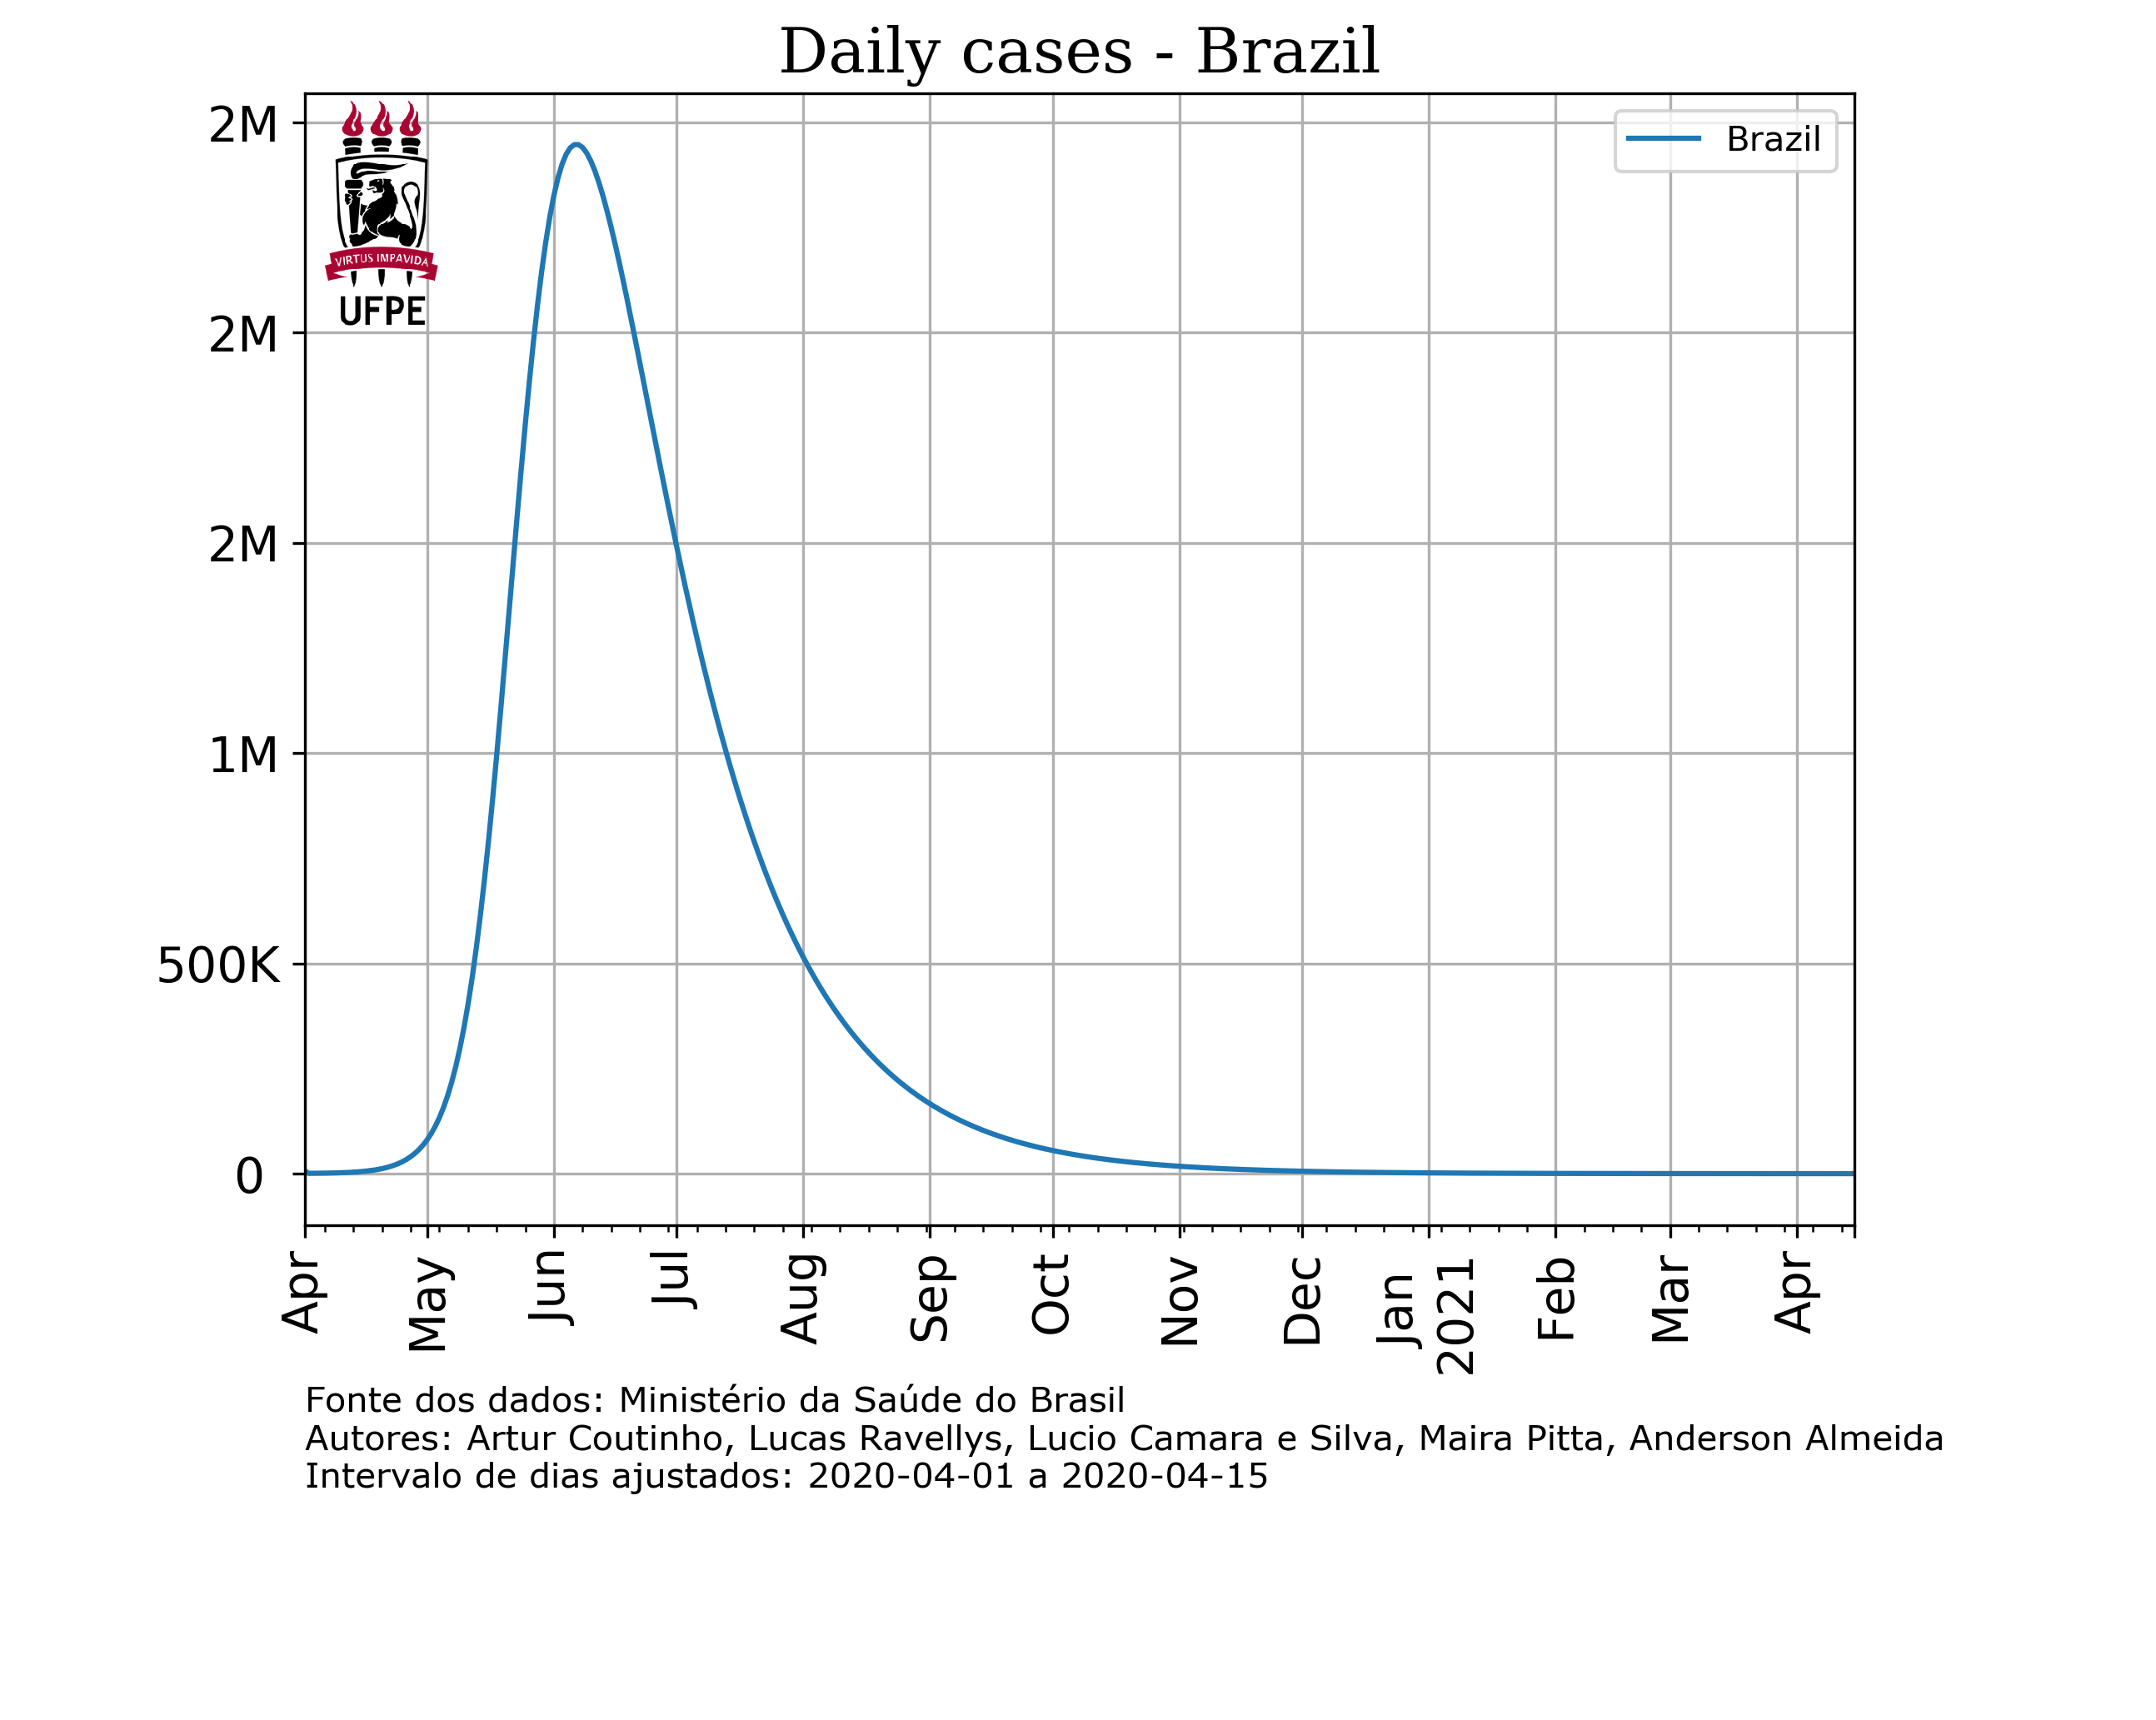 Daily cases - Brazil
2M
2M
2M
1M
500K
0
Brazil
VIRTUS IMPAVIDA
UFPE
Apr
May
Jun
Jul
Aug
Sep
Oct
Nov
Dec
Jan
2021
Feb
Mar
Apr
Fonte dos dados: Ministério da Saúde do Brasil
Autores: Artur Coutinho, Lucas Ravellys, Lucio Camara e Silva, Maira Pitta, Anderson Almeida
Intervalo de dias ajustados: 2020-04-01 a 2020-04-15